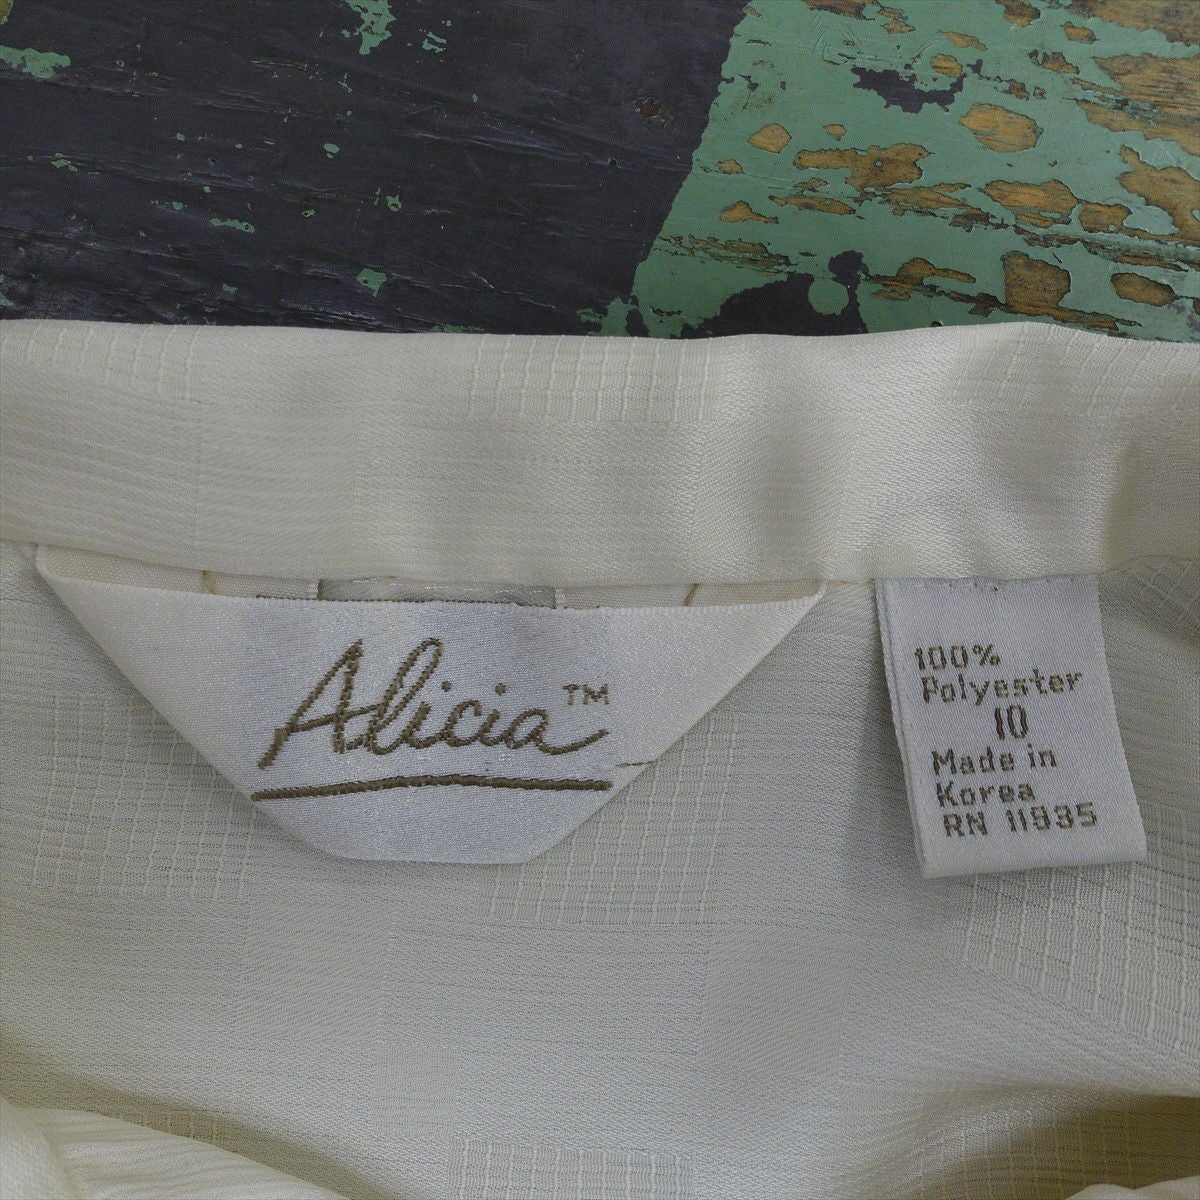 Alicia™
100%
Polyester
10
Made in
Korea
RN 11935